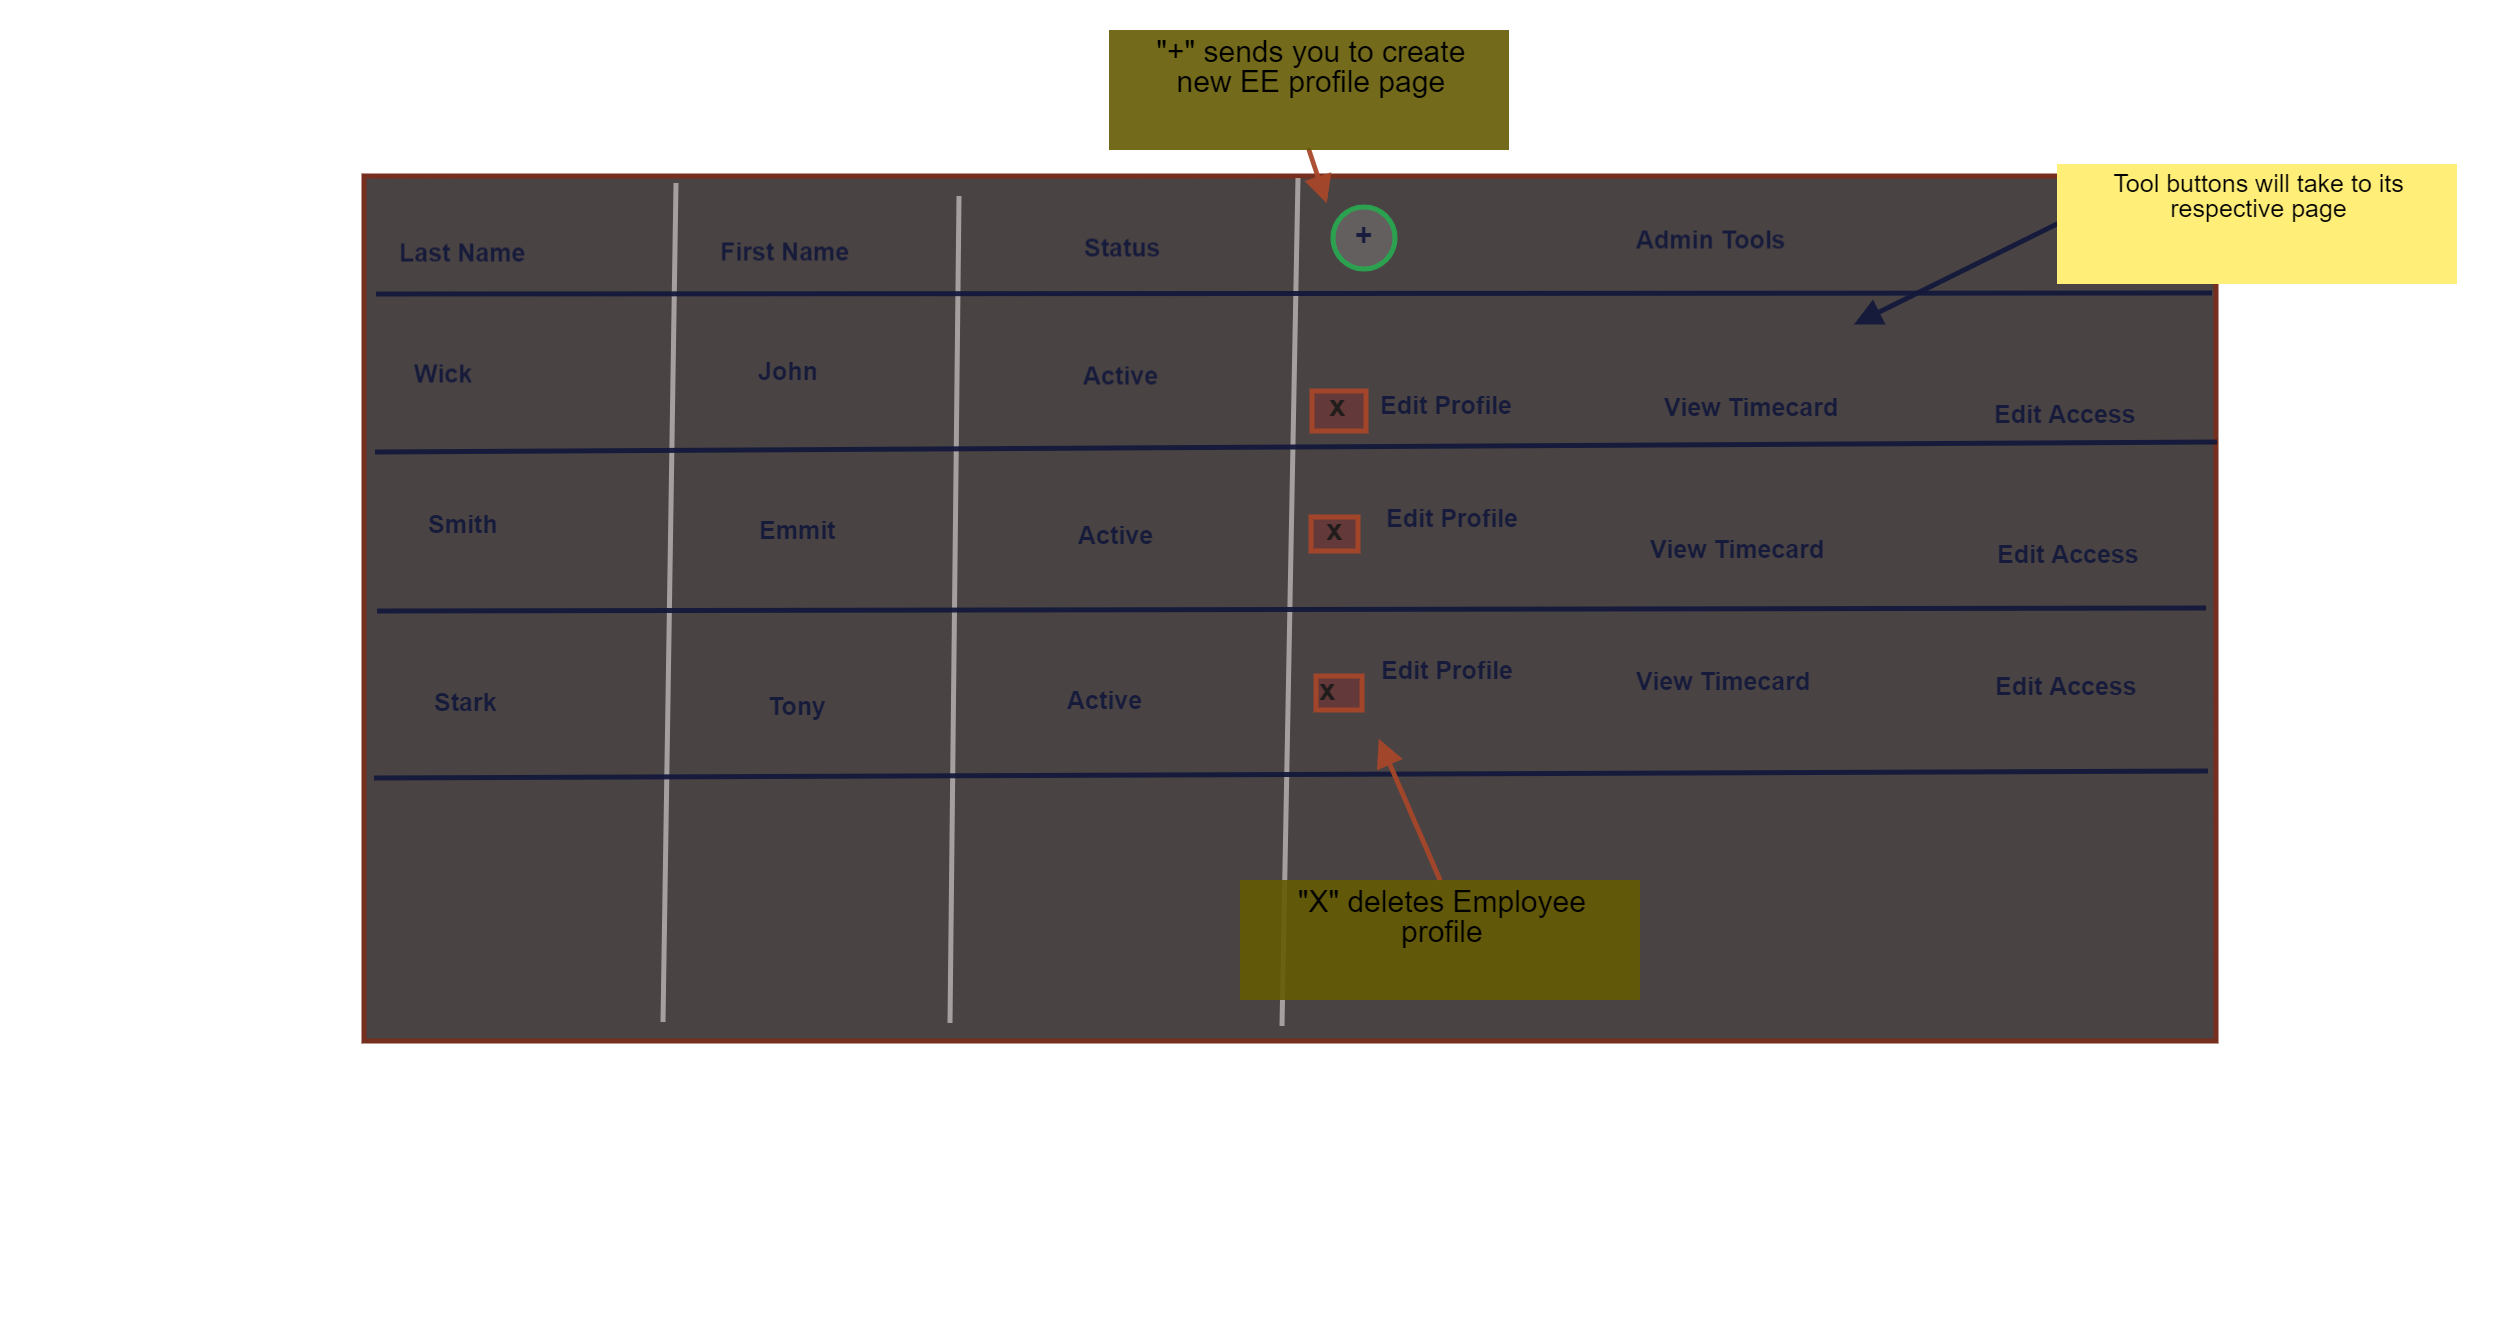 "+" sends you to create
new EE profile page
Tool buttons will take to its
respective page
Last Name First Name Status + Admin Tools
Wick John Active x Edit Profile View Timecard Edit Access
Smith Emmit Active x Edit Profile View Timecard Edit Access
Stark Tony Active x Edit Profile View Timecard Edit Access
"X" deletes Employee
profile